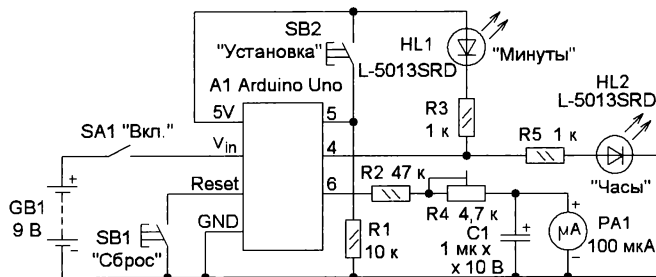 SB2
"Установка"
HL1
L-5013SRD
"Минуты"
HL2
L-5013SRD
A1 Arduino Uno
SA1 "Вкл."
5V
5
R3
1 к
R5 1 к
Vin
4
"Часы"
Reset
6
R2 47 к
R4 4,7 к
GB1
9 В
GND
SB1
"Сброс"
R1
10 к
C1
1 мк х
х 10 В
+
+
+
−
μA
PA1
100 мкА